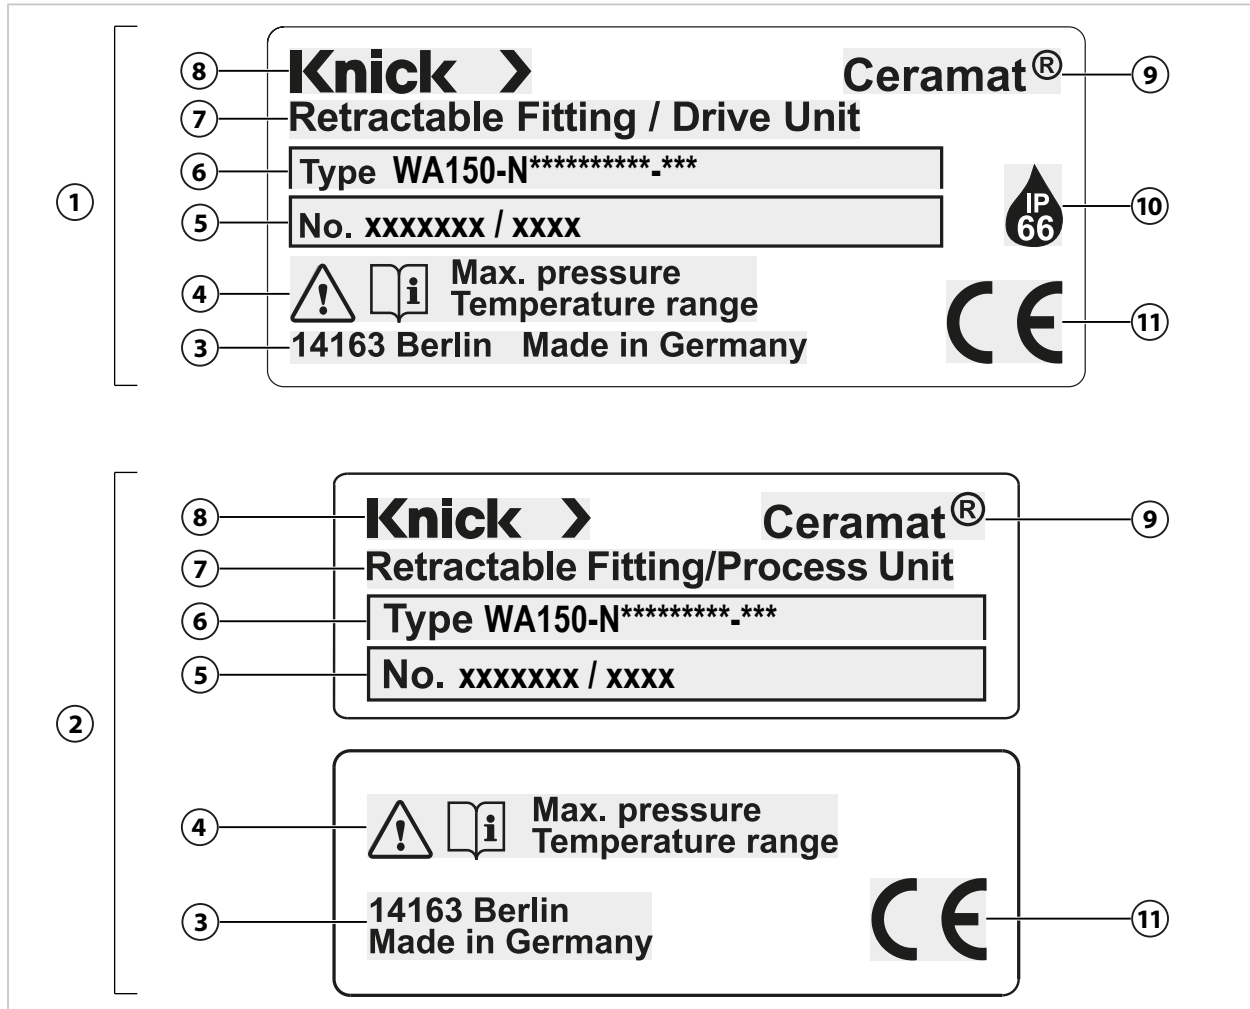 8 Knick > Ceramat® 9
7 Retractable Fitting / Drive Unit
6 Type WA150-N**********-***
1
5 No. xxxxxxx / xxxx
IP 10
66
4 ! i Max. pressure
Temperature range
11
3 14163 Berlin Made in Germany
CE
8 Knick > Ceramat® 9
7 Retractable Fitting/Process Unit
6 Type WA150-N*********-***
5 No. xxxxxxx / xxxx
2
4 ! i Max. pressure
Temperature range
3 14163 Berlin
Made in Germany
CE 11